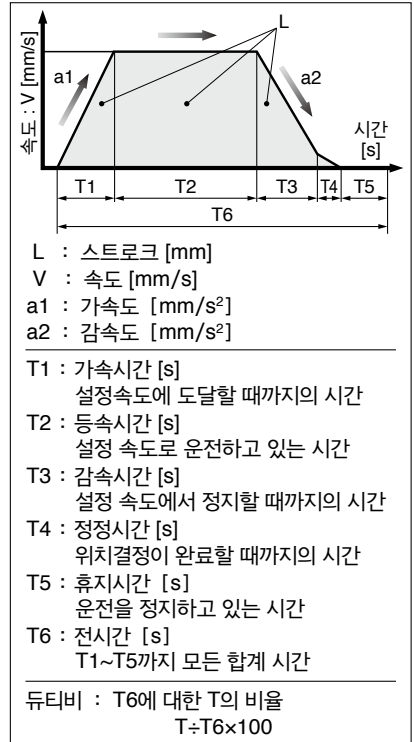 L
속도 : V [mm/s]
a1
a2
시간
[s]
T1 T2 T3 T4 T5
T6
L : 스트로크 [mm]
V : 속도 [mm/s]
a1 : 가속도 [mm/s²]
a2 : 감속도 [mm/s²]
T1 : 가속시간 [s]
설정속도에 도달할 때까지의 시간
T2 : 등속시간 [s]
설정 속도로 운전하고 있는 시간
T3 : 감속시간 [s]
설정 속도에서 정지할 때까지의 시간
T4 : 정정시간 [s]
위치결정이 완료할 때까지의 시간
T5 : 휴지시간 [s]
운전을 정지하고 있는 시간
T6 : 전시간 [s]
T1~T5까지 모든 합계 시간
듀티비 : T6에 대한 T의 비율
T÷T6×100